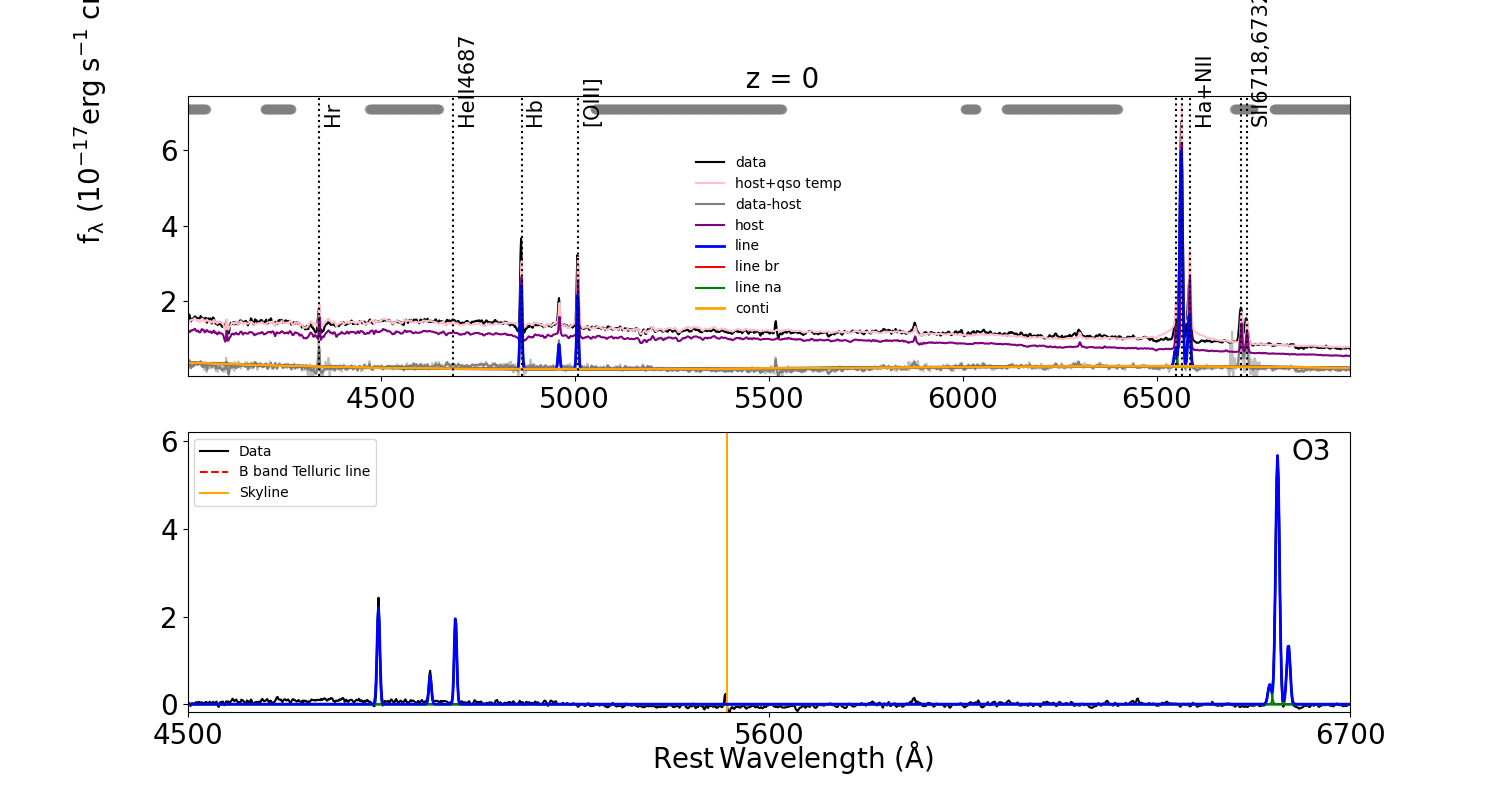 z = 0
f_λ (10^−17 erg s^−1
Hr
HeII4687
Hb
[OIII]
Ha+NII
SII6718,6732
6
4
2
data
host+qso temp
data-host
host
line
line br
line na
conti
4500 5000 5500 6000 6500
6
4
2
0
Data
B band Telluric line
Skyline
O3
4500 5600 6700
Rest Wavelength (Å)